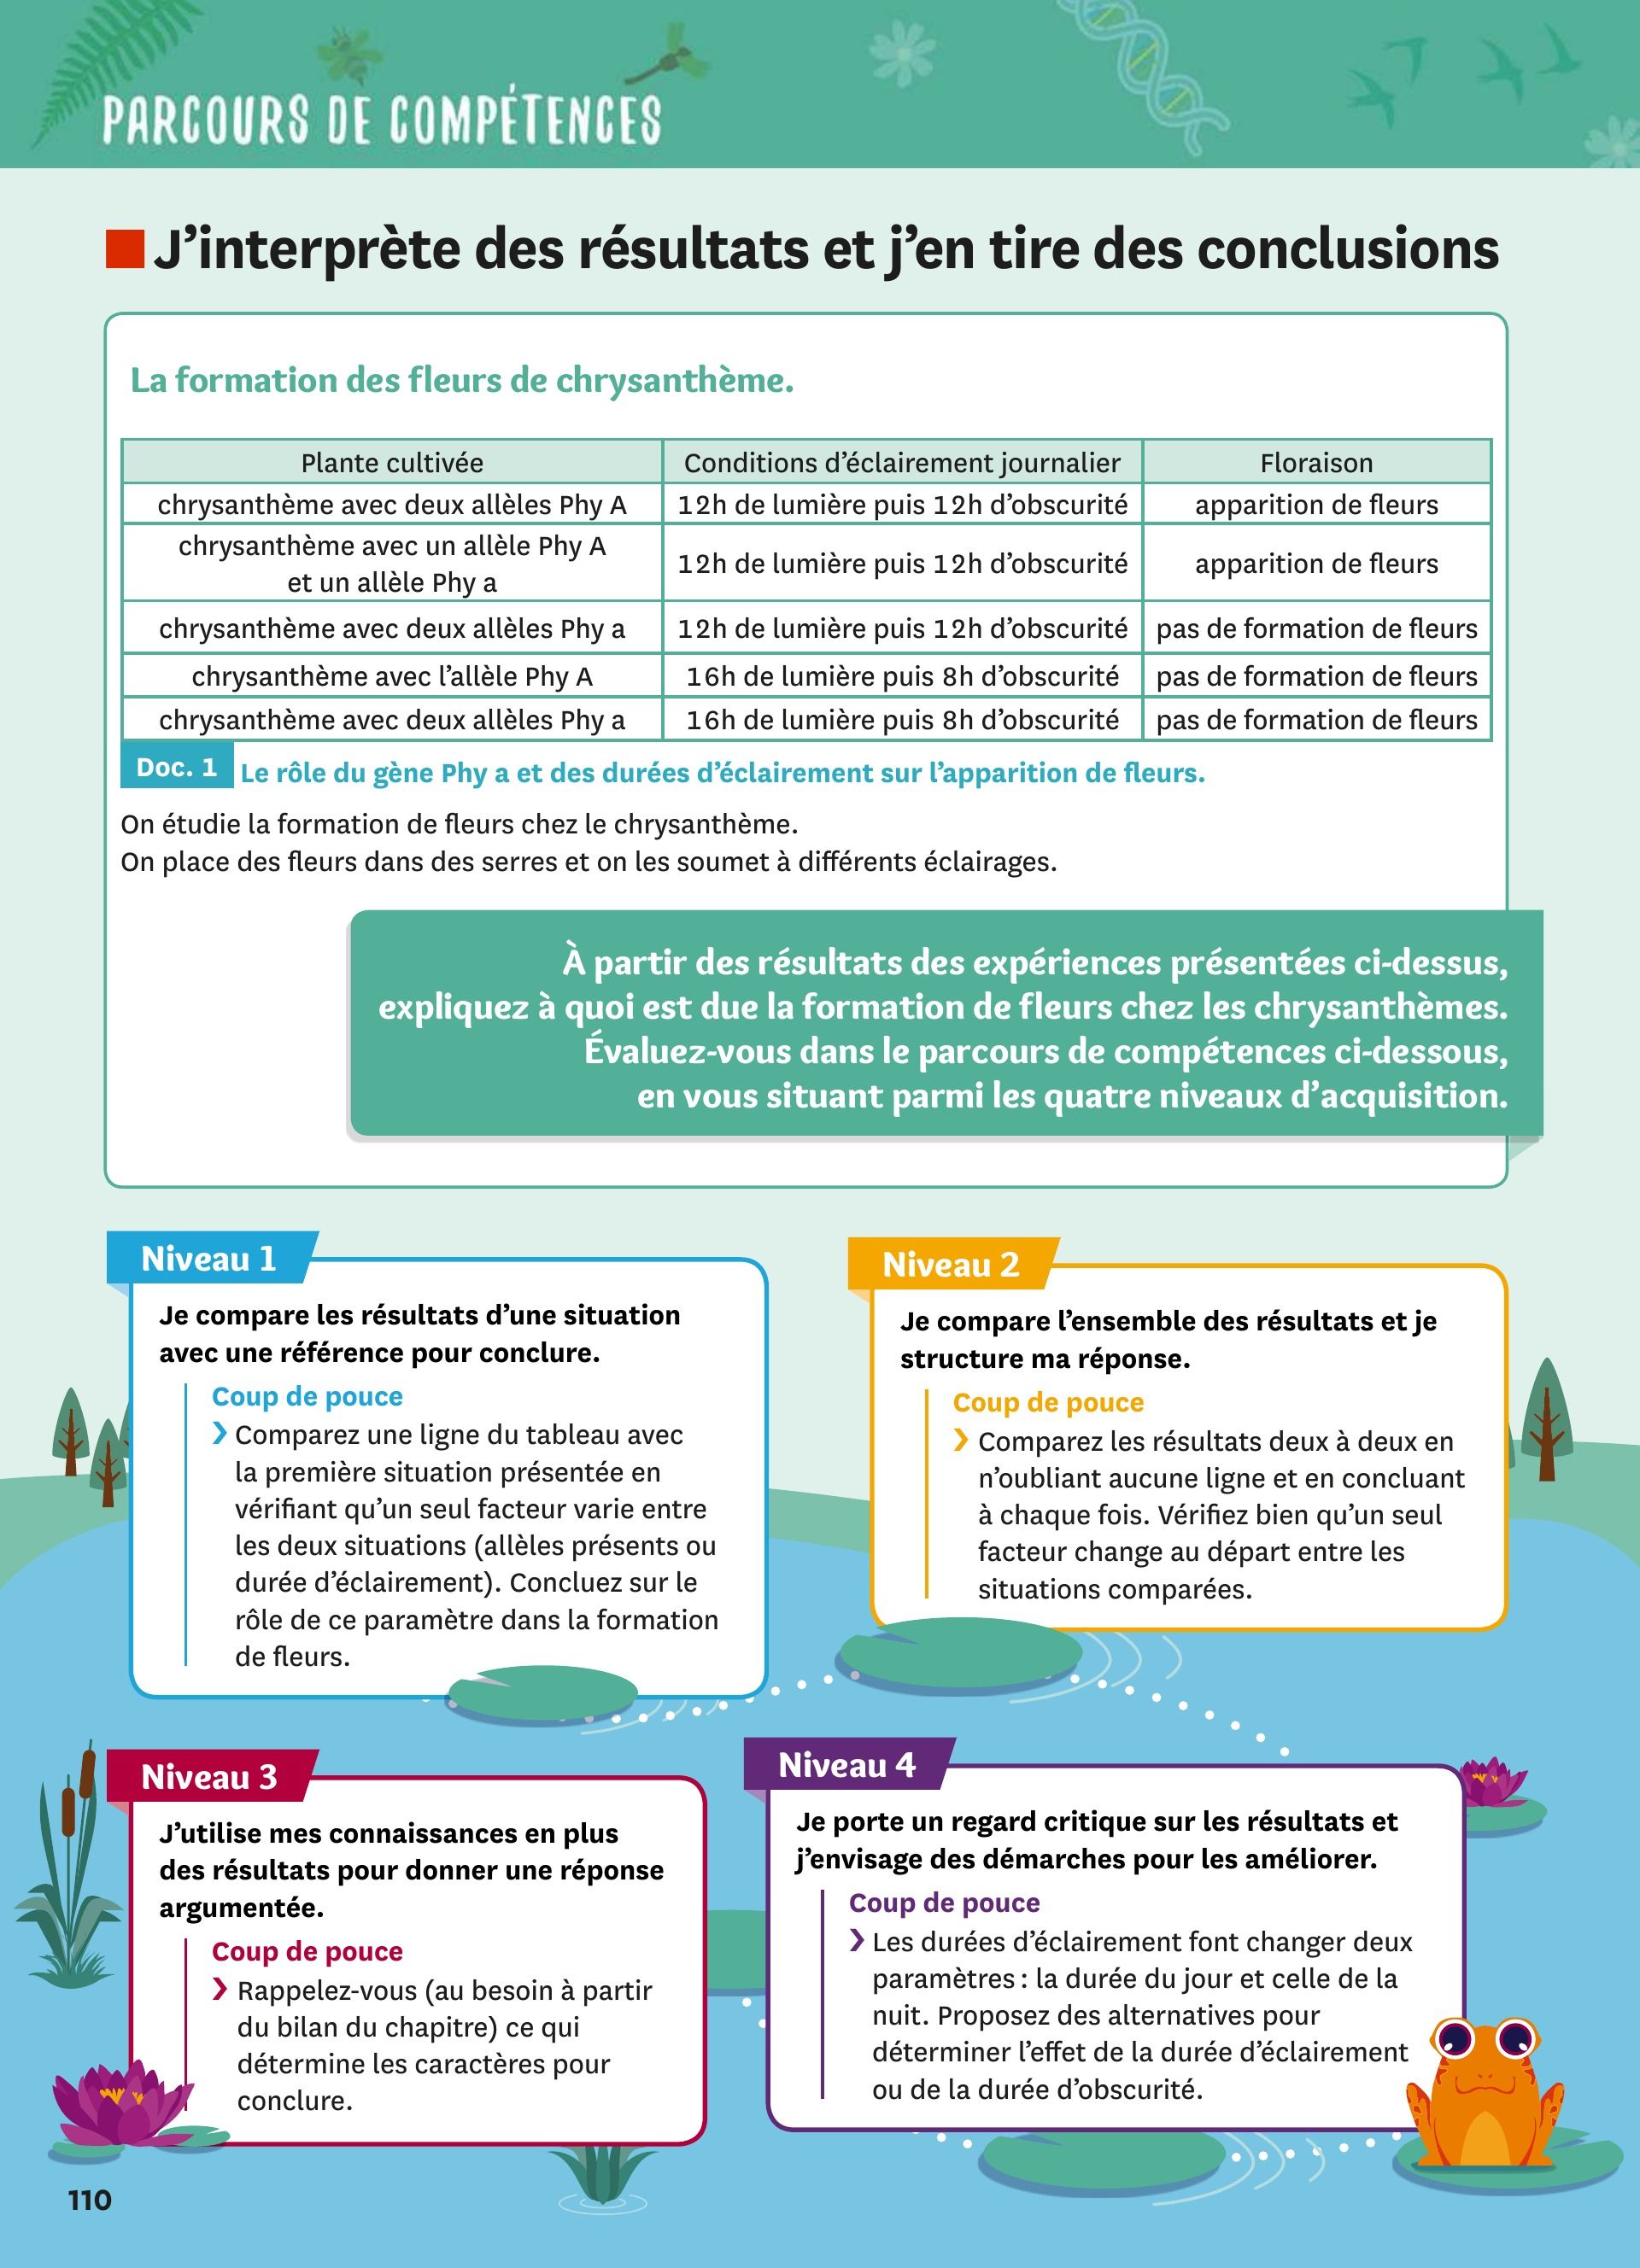 PARCOURS DE COMPÉTENCES
J'interprète des résultats et j'en tire des conclusions
La formation des fleurs de chrysanthème.
Plante cultivée Conditions d'éclairement journalier Floraison
chrysanthème avec deux allèles Phy A 12h de lumière puis 12h d'obscurité apparition de fleurs
chrysanthème avec un allèle Phy A
et un allèle Phy a 12h de lumière puis 12h d'obscurité apparition de fleurs
chrysanthème avec deux allèles Phy a 12h de lumière puis 12h d'obscurité pas de formation de fleurs
chrysanthème avec l'allèle Phy A 16h de lumière puis 8h d'obscurité pas de formation de fleurs
chrysanthème avec deux allèles Phy a 16h de lumière puis 8h d'obscurité pas de formation de fleurs
Doc. 1 Le rôle du gène Phy a et des durées d'éclairement sur l'apparition de fleurs.
On étudie la formation de fleurs chez le chrysanthème.
On place des fleurs dans des serres et on les soumet à différents éclairages.
À partir des résultats des expériences présentées ci-dessus,
expliquez à quoi est due la formation de fleurs chez les chrysanthèmes.
Évaluez-vous dans le parcours de compétences ci-dessous,
en vous situant parmi les quatre niveaux d'acquisition.
Niveau 1
Je compare les résultats d'une situation
avec une référence pour conclure.
Coup de pouce
Comparez une ligne du tableau avec
la première situation présentée en
vérifiant qu'un seul facteur varie entre
les deux situations (allèles présents ou
durée d'éclairement). Concluez sur le
rôle de ce paramètre dans la formation
de fleurs.
Niveau 2
Je compare l'ensemble des résultats et je
structure ma réponse.
Coup de pouce
Comparez les résultats deux à deux en
n'oubliant aucune ligne et en concluant
à chaque fois. Vérifiez bien qu'un seul
facteur change au départ entre les
situations comparées.
Niveau 3
J'utilise mes connaissances en plus
des résultats pour donner une réponse
argumentée.
Coup de pouce
Rappelez-vous (au besoin à partir
du bilan du chapitre) ce qui
détermine les caractères pour
conclure.
Niveau 4
Je porte un regard critique sur les résultats et
j'envisage des démarches pour les améliorer.
Coup de pouce
Les durées d'éclairement font changer deux
paramètres : la durée du jour et celle de la
nuit. Proposez des alternatives pour
déterminer l'effet de la durée d'éclairement
ou de la durée d'obscurité.
110